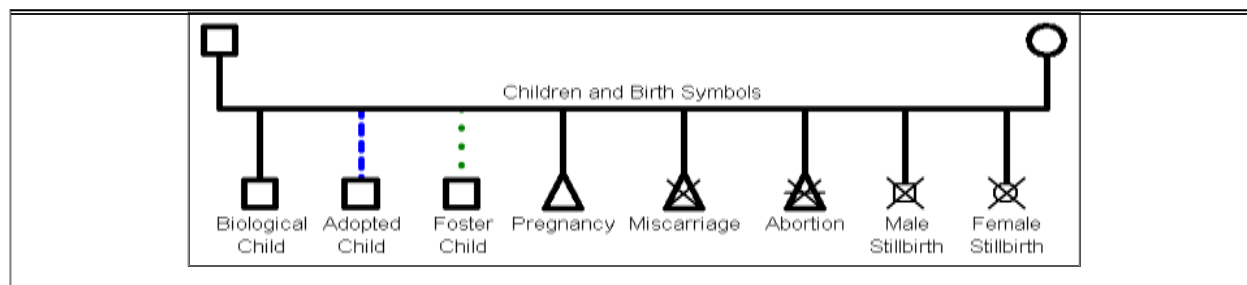 Children and Birth Symbols
Biological Child
Adopted Child
Foster Child
Pregnancy
Miscarriage
Abortion
Male Stillbirth
Female Stillbirth